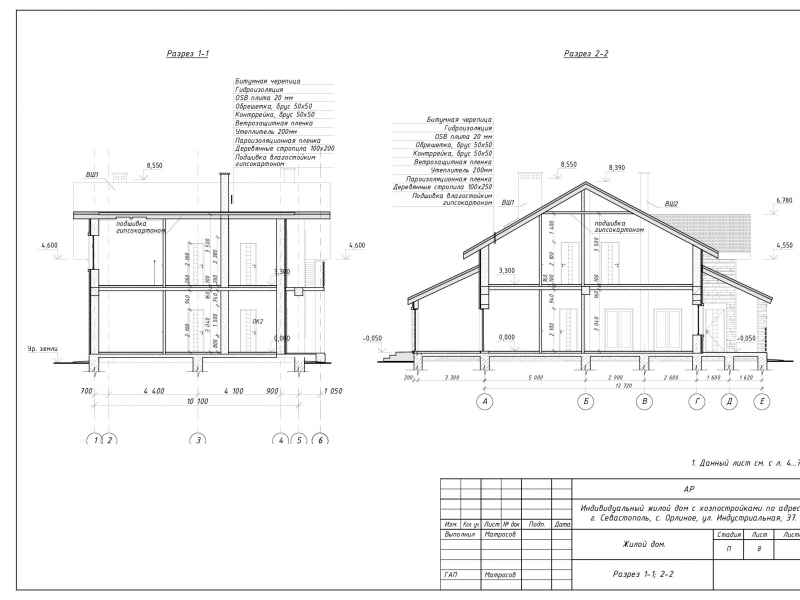 Разрез 1-1
Битумная черепица
Гидроизоляция
OSB плита 20 мм
Обрешетка, брус 50х50
Контррейка, брус 50х50
Ветрозащитная пленка
Утеплитель 200мм
Пароизоляционная пленка
Деревянные стропила 100х200
Подшивка влагостойким
гипсокартоном
ВШ1
8,550
подшивка
гипсокартоном
4,600
4,600
3,300
ОК2
0,000
Ур. земли
700
4 400
4 100
900
1 050
10 100
1
2
3
4
5
6
Разрез 2-2
Битумная черепица
Гидроизоляция
OSB плита 20 мм
Обрешетка, брус 50х50
Контррейка, брус 50х50
Ветрозащитная пленка
Утеплитель 200мм
Пароизоляционная пленка
Деревянные стропила 100х250
Подшивка влагостойким
гипсокартоном
8,550
8,390
ВШ1
ВШ2
6,780
подшивка
гипсокартоном
4,550
3,300
-0,050
0,000
-0,050
200
3 300
5 000
2 900
2 600
1 600
1 620
13 720
А
Б
В
Г
Д
Е
1. Данный лист см. с л. 4...7
АР
Индивидуальный жилой дом с хозпостройками по адрес
г. Севастополь, с. Орлиное, ул. Индустриальная, 37.
Изм. Кол уч. Лист № док. Подп. Дата
Выполнил Матросов
Жилой дом.
Стадия Лист Лист
П 8
ГАП Матросов
Разрез 1-1; 2-2